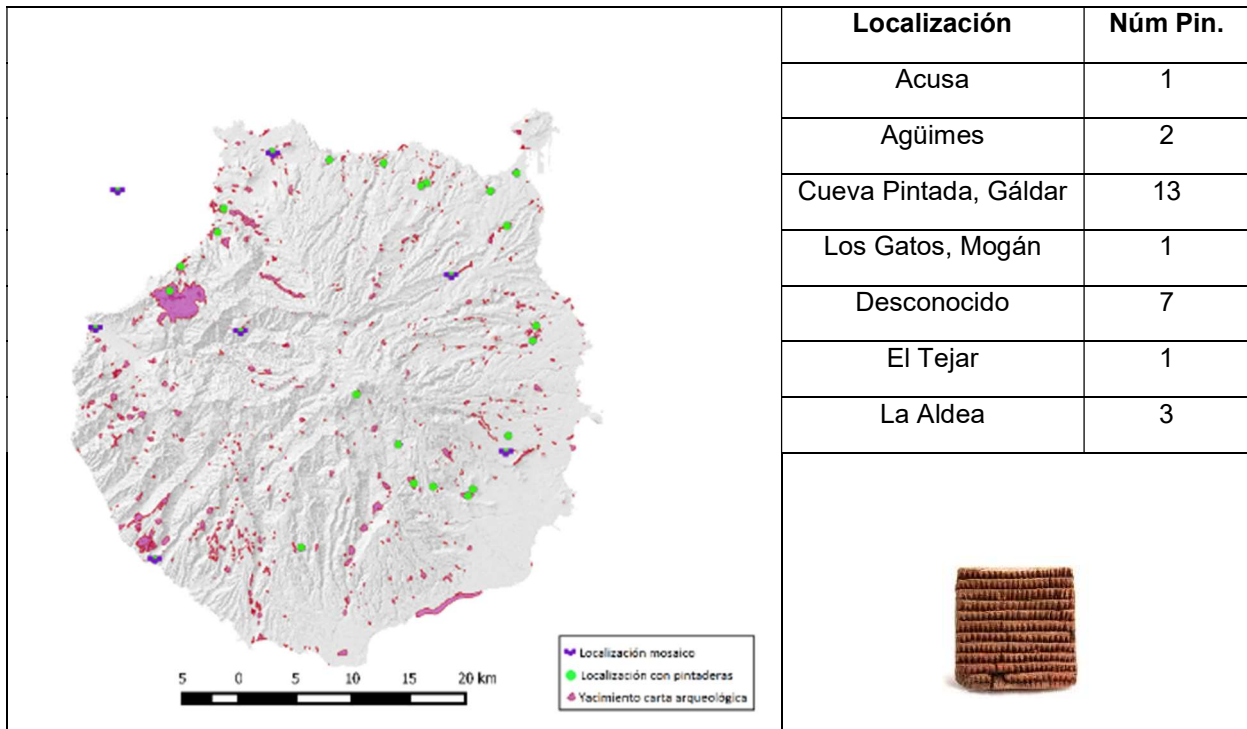 Localización Núm Pin.
Acusa 1
Agüimes 2
Cueva Pintada, Gáldar 13
Los Gatos, Mogán 1
Desconocido 7
El Tejar 1
La Aldea 3
Localización mosaico
Localización con pintaderas
Yacimiento carta arqueológica
5 0 5 10 15 20 km